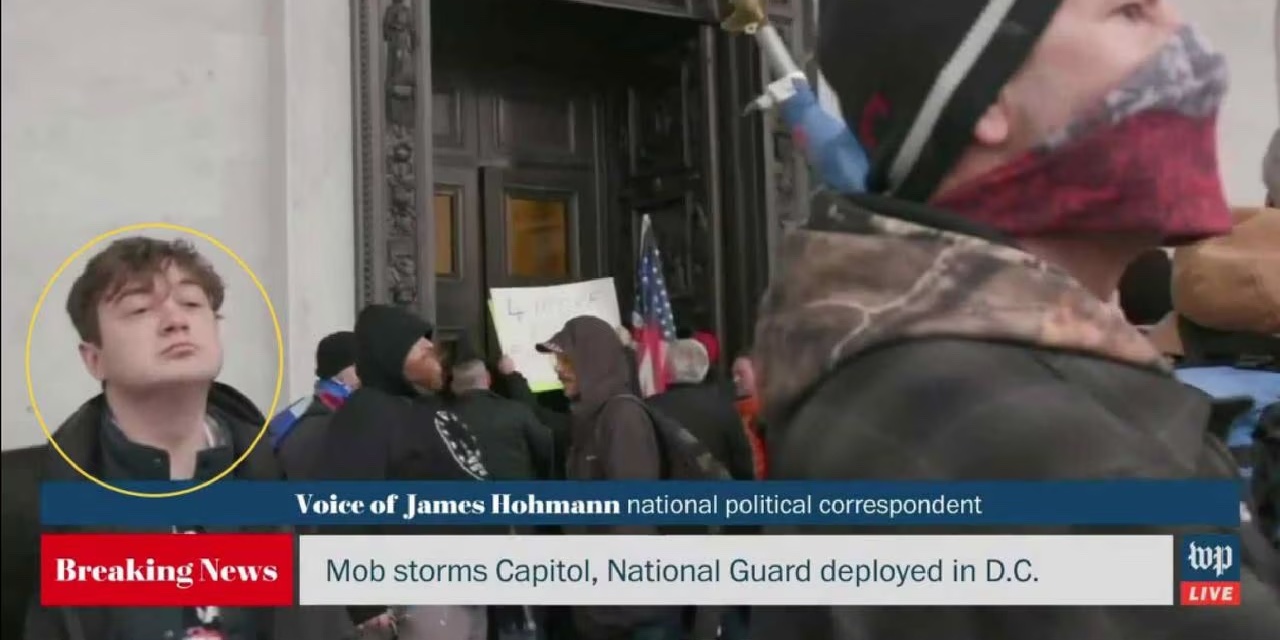 Voice of James Hohmann national political correspondent
Breaking News
Mob storms Capitol, National Guard deployed in D.C.
wp
LIVE